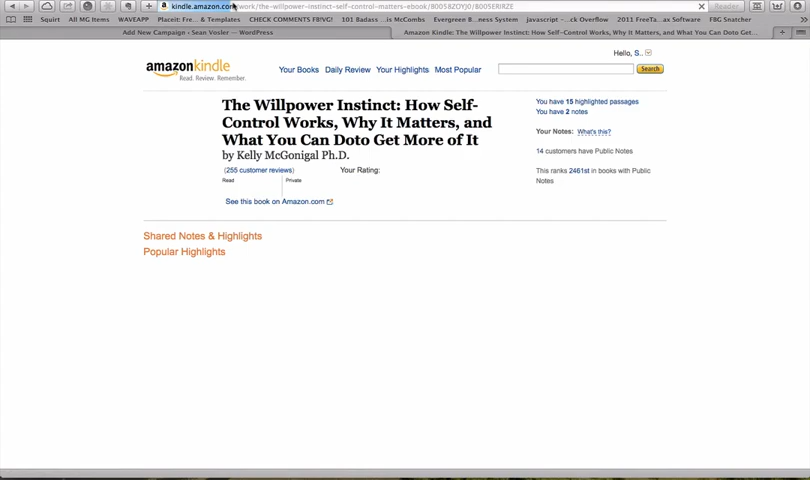 kindle.amazon.com/work/the-willpower-instinct-self-control-matters-ebook/B0058ZOYJ0/B005ERIRZE
Reader
Squirt All MG Items WAVEAPP Placeit: Free ... & Templates CHECK COMMENTS FB!VG! 101 Badass ...is McCombs Evergreen B...ness System javascript -...ck Overflow 2011 FreeTa...ax Software FBG Snatcher
Add New Campaign ‹ Sean Vosler — WordPress
Amazon Kindle: The Willpower Instinct: How Self-Control Works, Why It Matters, and What You Can Doto Get...
Hello, S..
amazonkindle
Read. Review. Remember.
Your Books Daily Review Your Highlights Most Popular
Search
The Willpower Instinct: How Self-
Control Works, Why It Matters, and
What You Can Doto Get More of It
by Kelly McGonigal Ph.D.
(255 customer reviews)
Your Rating:
Read
Private
See this book on Amazon.com
You have 15 highlighted passages
You have 2 notes
Your Notes: What's this?
14 customers have Public Notes
This ranks 2461st in books with Public
Notes
Shared Notes & Highlights
Popular Highlights